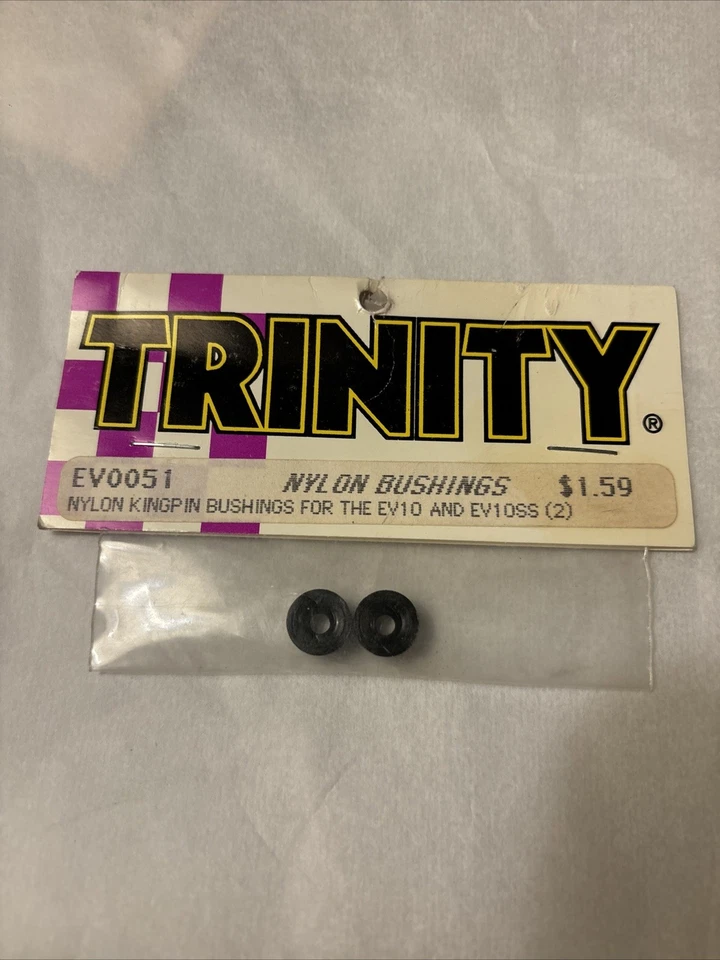 TRINITY ®
EV0051 NYLON BUSHINGS $1.59
NYLON KINGPIN BUSHINGS FOR THE EV10 AND EV10SS (2)